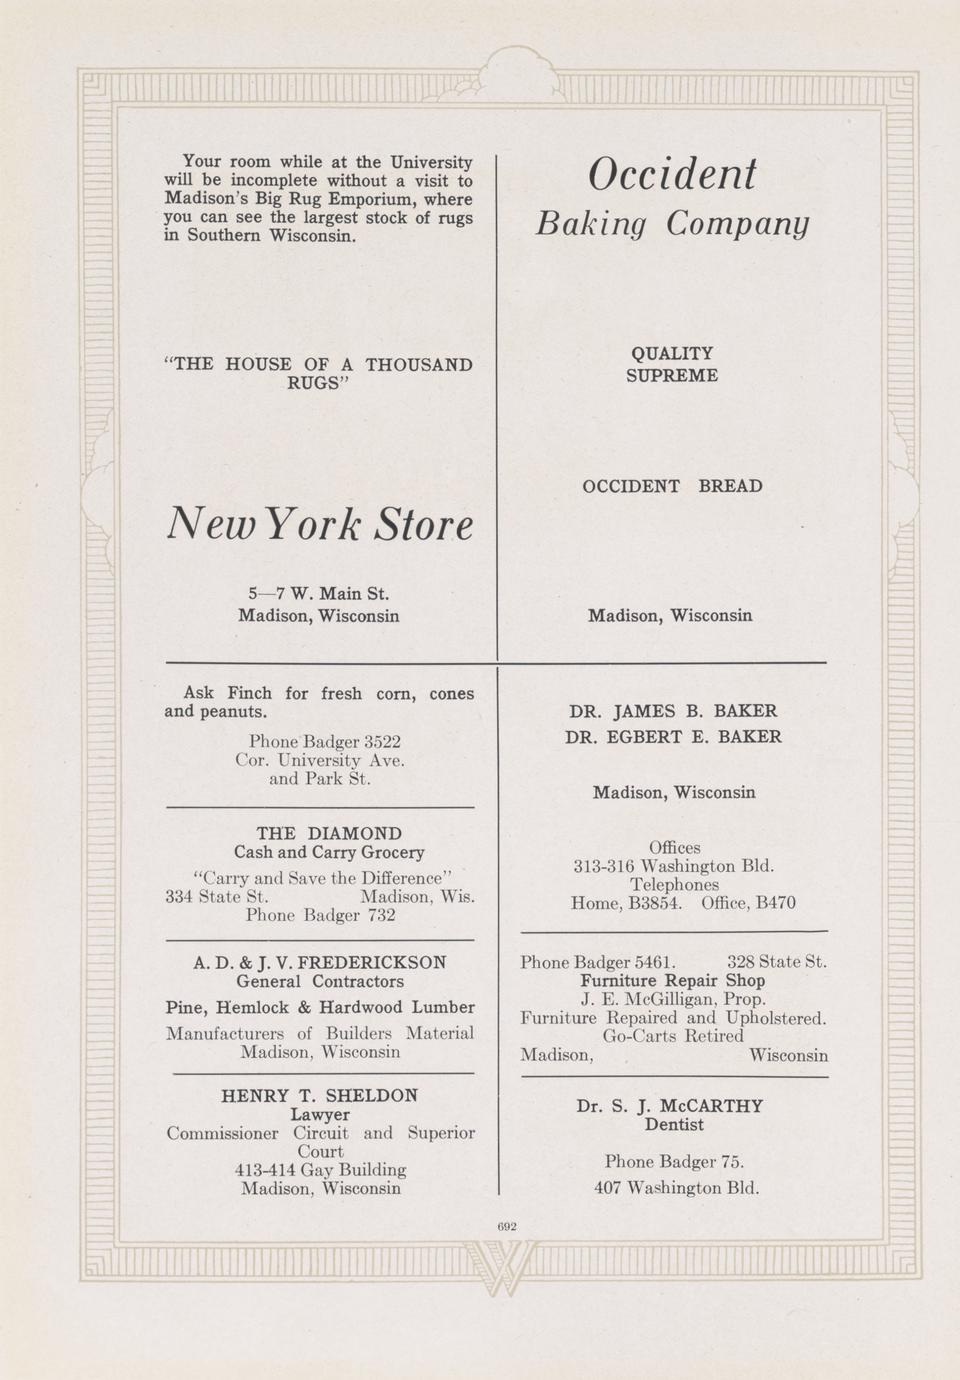 Your room while at the University
will be incomplete without a visit to
Madison's Big Rug Emporium, where
you can see the largest stock of rugs
in Southern Wisconsin.
"THE HOUSE OF A THOUSAND
RUGS"
New York Store
5—7 W. Main St.
Madison, Wisconsin
Occident
Baking Company
QUALITY
SUPREME
OCCIDENT BREAD
Madison, Wisconsin
Ask Finch for fresh corn, cones
and peanuts.
Phone Badger 3522
Cor. University Ave.
and Park St.
THE DIAMOND
Cash and Carry Grocery
"Carry and Save the Difference"
334 State St. Madison, Wis.
Phone Badger 732
A. D. & J. V. FREDERICKSON
General Contractors
Pine, Hemlock & Hardwood Lumber
Manufacturers of Builders Material
Madison, Wisconsin
HENRY T. SHELDON
Lawyer
Commissioner Circuit and Superior
Court
413-414 Gay Building
Madison, Wisconsin
DR. JAMES B. BAKER
DR. EGBERT E. BAKER
Madison, Wisconsin
Offices
313-316 Washington Bld.
Telephones
Home, B3854. Office, B470
Phone Badger 5461. 328 State St.
Furniture Repair Shop
J. E. McGilligan, Prop.
Furniture Repaired and Upholstered.
Go-Carts Retired
Madison, Wisconsin
Dr. S. J. McCARTHY
Dentist
Phone Badger 75.
407 Washington Bld.
692
W